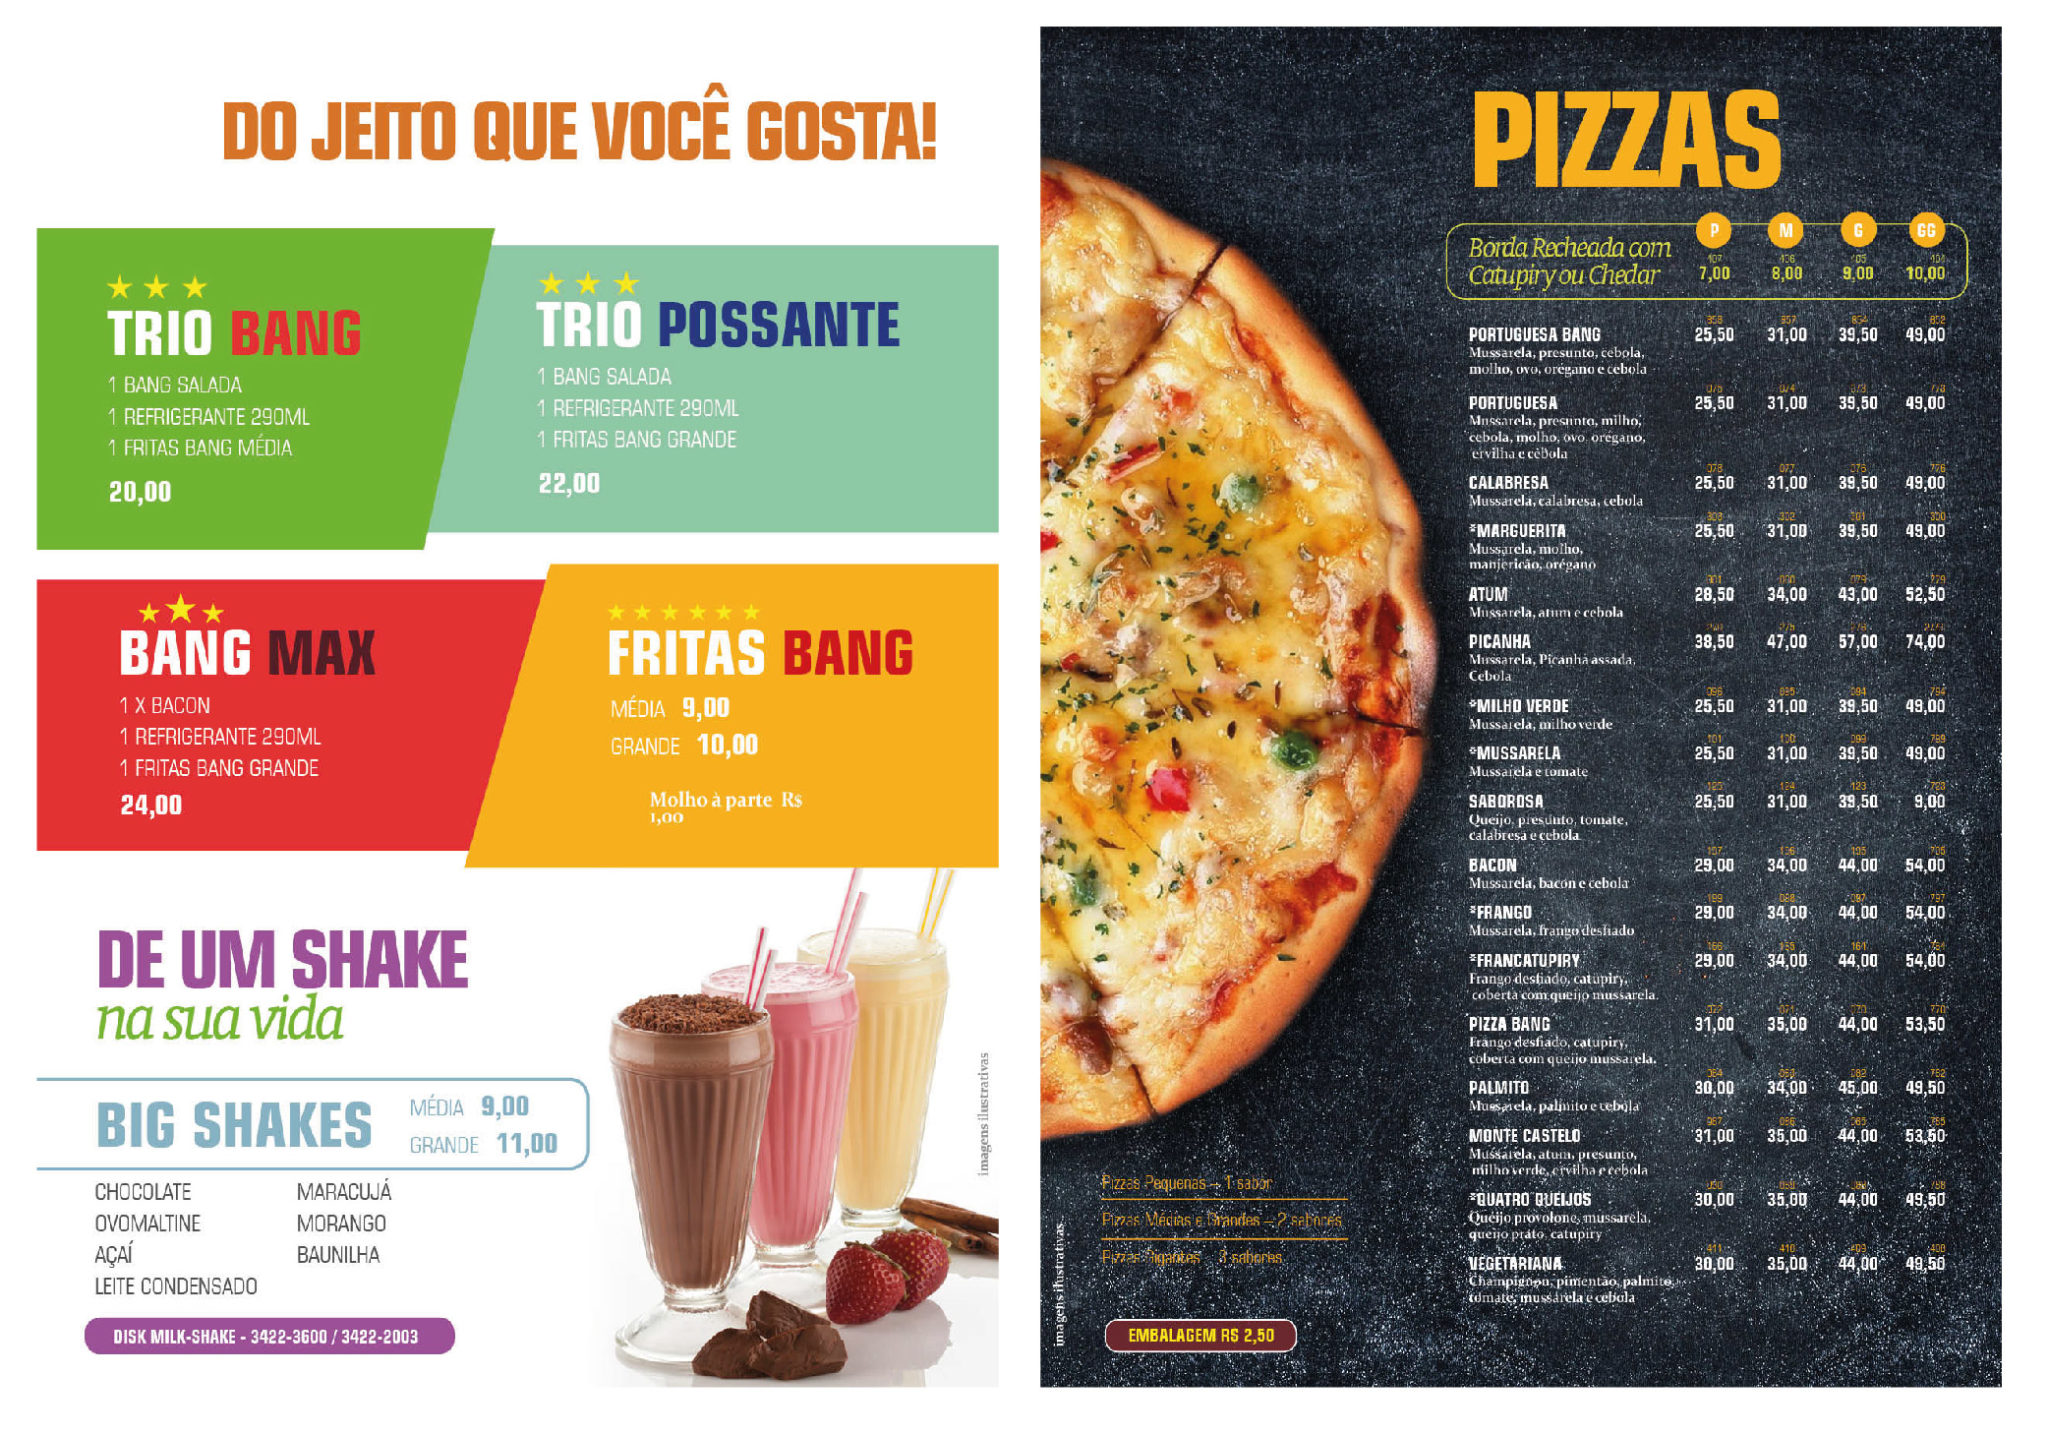 DO JEITO QUE VOCÊ GOSTA!
TRIO BANG
1 BANG SALADA
1 REFRIGERANTE 290ML
1 FRITAS BANG MÉDIA
20,00
TRIO POSSANTE
1 BANG SALADA
1 REFRIGERANTE 290ML
1 FRITAS BANG GRANDE
22,00
BANG MAX
1 X BACON
1 REFRIGERANTE 290ML
1 FRITAS BANG GRANDE
24,00
FRITAS BANG
MÉDIA 9,00
GRANDE 10,00
Molho à parte R$
1,00
DE UM SHAKE
na sua vida
BIG SHAKES
MÉDIA 9,00
GRANDE 11,00
CHOCOLATE
OVOMALTINE
AÇAÍ
LEITE CONDENSADO
MARACUJÁ
MORANGO
BAUNILHA
DISK MILK-SHAKE - 3422-3600 / 3422-2003
imagens ilustrativas
PIZZAS
P M G GG
Borda Recheada com
Catupiry ou Chedar
7,00 8,00 9,00 10,00
PORTUGUESA BANG 25,50 31,00 39,50 49,00
Mussarela, presunto, cebola,
molho, ovo, orégano e cebola
PORTUGUESA 25,50 31,00 39,50 49,00
Mussarela, presunto, milho,
cebola, molho, ovo, orégano,
ervilha e cebola
CALABRESA 25,50 31,00 39,50 49,00
Mussarela, calabresa, cebola
*MARGUERITA 25,50 31,00 39,50 49,00
Mussarela, molho,
manjericão, orégano
ATUM 28,50 34,00 43,00 52,50
Mussarela, atum e cebola
PICANHA 38,50 47,00 57,00 74,00
Mussarela, Picanha assada,
Cebola
*MILHO VERDE 25,50 31,00 39,50 49,00
Mussarela, milho verde
*MUSSARELA 25,50 31,00 39,50 49,00
Mussarela e tomate
SABOROSA 25,50 31,00 39,50 9,00
Queijo, presunto, tomate,
calabresa e cebola
BACON 29,00 34,00 44,00 54,00
Mussarela, bacon e cebola
*FRANGO 29,00 34,00 44,00 54,00
Mussarela, frango desfiado
*FRANCATUPIRY 29,00 34,00 44,00 54,00
Frango desfiado, catupiry,
coberta com queijo mussarela.
PIZZA BANG 31,00 35,00 44,00 53,50
Frango desfiado, catupiry,
coberta com queijo mussarela.
PALMITO 30,00 34,00 45,00 49,50
Mussarela, palmito e cebola
MONTE CASTELO 31,00 35,00 44,00 53,50
Mussarela, atum, presunto,
milho verde, ervilha e cebola
*QUATRO QUEIJOS 30,00 35,00 44,00 49,50
Queijo provolone, mussarela,
queijo prato, catupiry
VEGETARIANA 30,00 35,00 44,00 49,50
Champignon, pimentão, palmito,
tomate, mussarela e cebola
Pizzas Pequenas – 1 sabor
Pizzas Médias e Grandes – 2 sabores
Pizzas Gigantes – 3 sabores
EMBALAGEM R$ 2,50
imagens ilustrativas